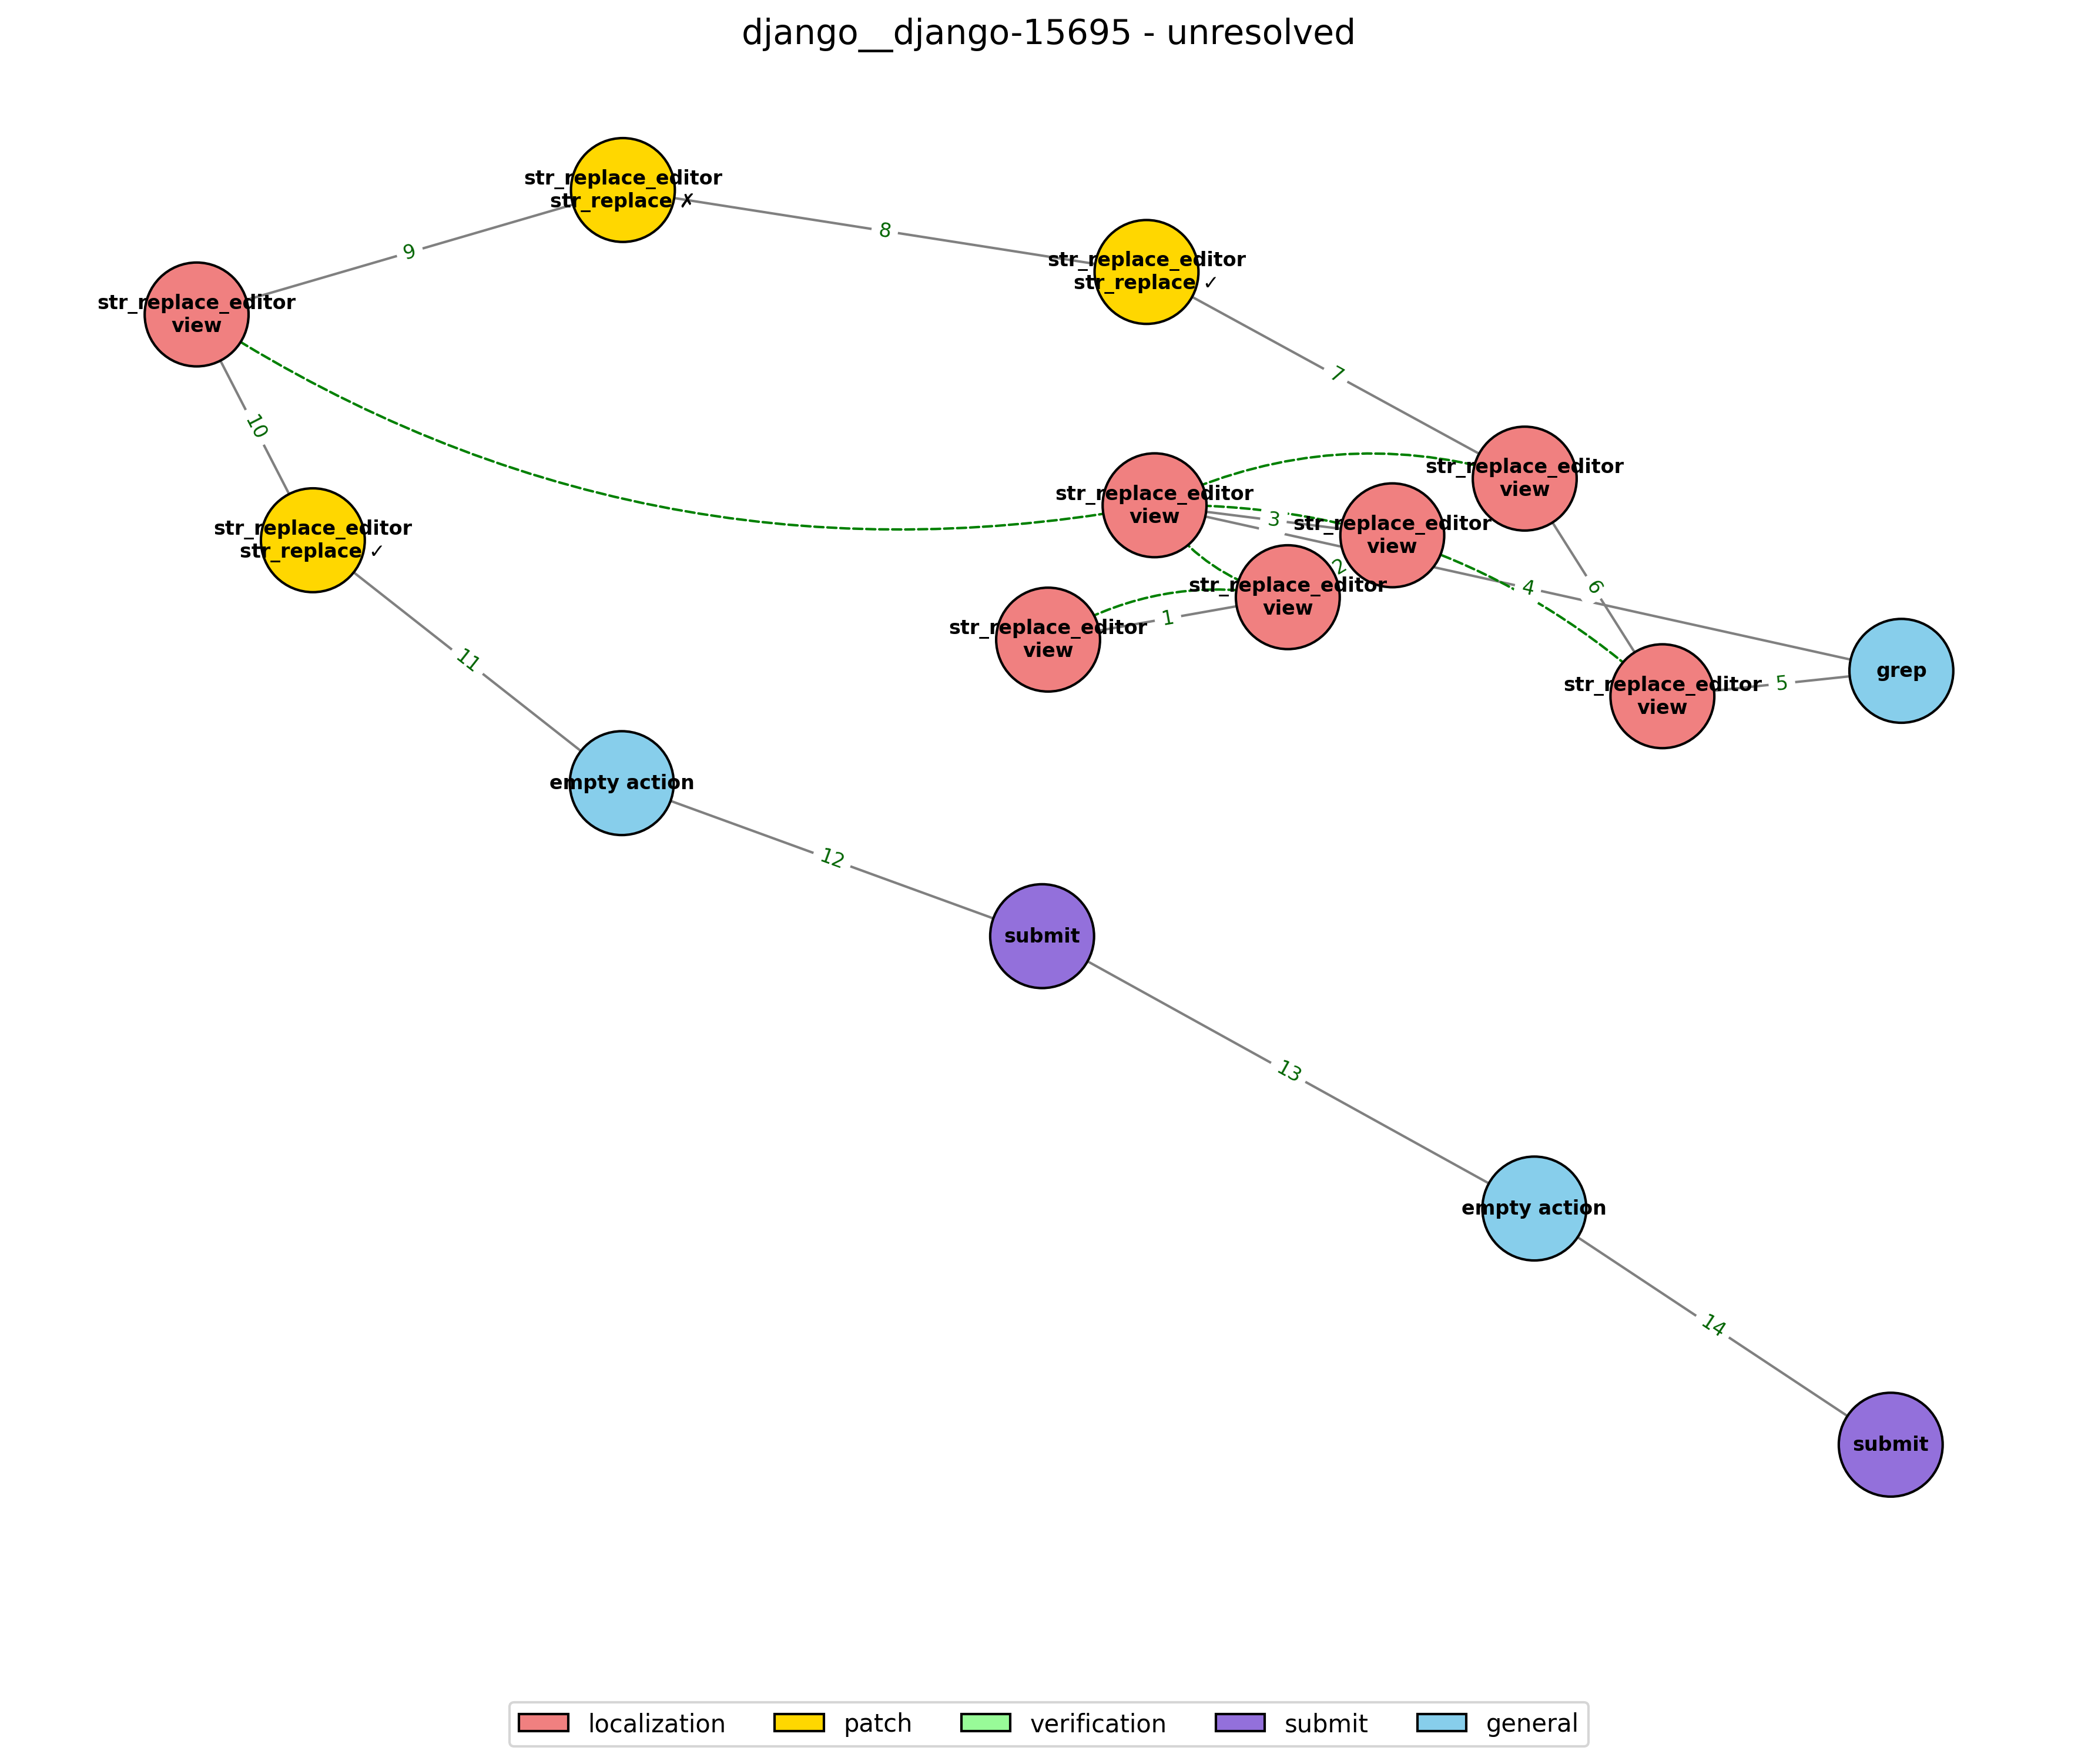 django__django-15695 - unresolved
str_replace_editor
str_replace ✗
8
str_replace_editor
str_replace ✓
9
str_replace_editor
view
7
10
str_replace_editor
view
str_replace_editor
view
3
str_replace_editor
view
str_replace_editor
str_replace ✓
2
str_replace_editor
view
6
4
1
str_replace_editor
view
11
grep
5
str_replace_editor
view
empty action
12
submit
13
empty action
14
submit
localization
patch
verification
submit
general